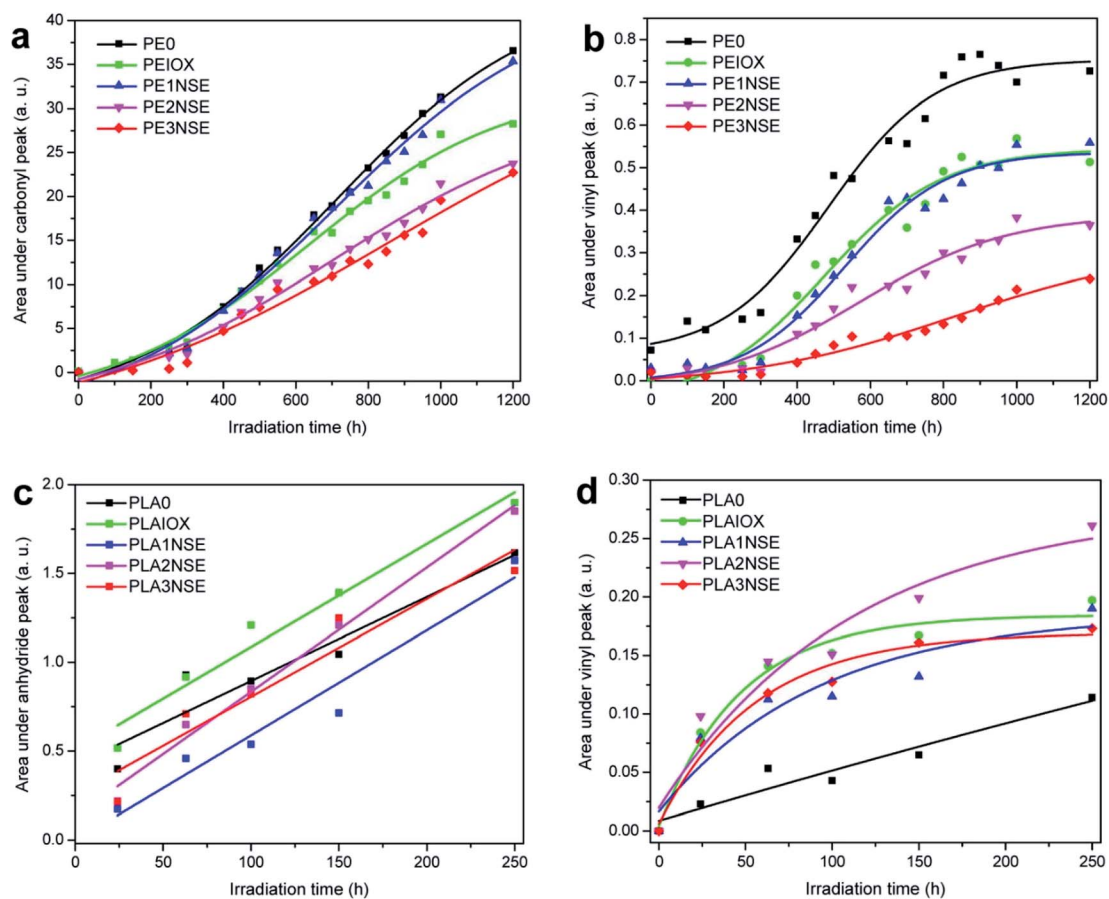 a
PE0
PEIOX
PE1NSE
PE2NSE
PE3NSE
Area under carbonyl peak (a. u.)
40
35
30
25
20
15
10
5
0
0 200 400 600 800 1000 1200
Irradiation time (h)
b
PE0
PEIOX
PE1NSE
PE2NSE
PE3NSE
Area under vinyl peak (a. u.)
0.8
0.7
0.6
0.5
0.4
0.3
0.2
0.1
0.0
0 200 400 600 800 1000 1200
Irradiation time (h)
c
PLA0
PLAIOX
PLA1NSE
PLA2NSE
PLA3NSE
Area under anhydride peak (a. u.)
2.0
1.5
1.0
0.5
0.0
0 50 100 150 200 250
Irradiation time (h)
d
PLA0
PLAIOX
PLA1NSE
PLA2NSE
PLA3NSE
Area under vinyl peak (a. u.)
0.30
0.25
0.20
0.15
0.10
0.05
0.00
0 50 100 150 200 250
Irradiation time (h)